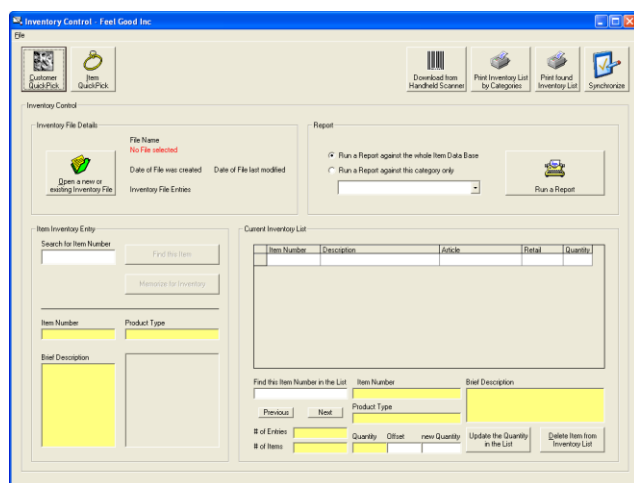 Inventory Control - Feel Good Inc
File
Customer
QuickPick
Item
QuickPick
Download from
Handheld Scanner
Print Inventory List
by Categories
Print found
Inventory List
Synchronize
Inventory Control
Inventory File Details
File Name
No File selected
Date of File was created
Date of File last modified
Open a new or
existing Inventory File
Inventory File Entries
Report
Run a Report against the whole Item Data Base
Run a Report against this category only
Run a Report
Item Inventory Entry
Search for Item Number
Find this Item
Memorize for Inventory
Item Number
Product Type
Brief Description
Current Inventory List
Item Number
Description
Article
Retail
Quantity
Find this Item Number in the List
Item Number
Brief Description
Previous
Next
Product Type
# of Entries
# of Items
Quantity
Offset
new Quantity
Update the Quantity
in the List
Delete Item from
Inventory List